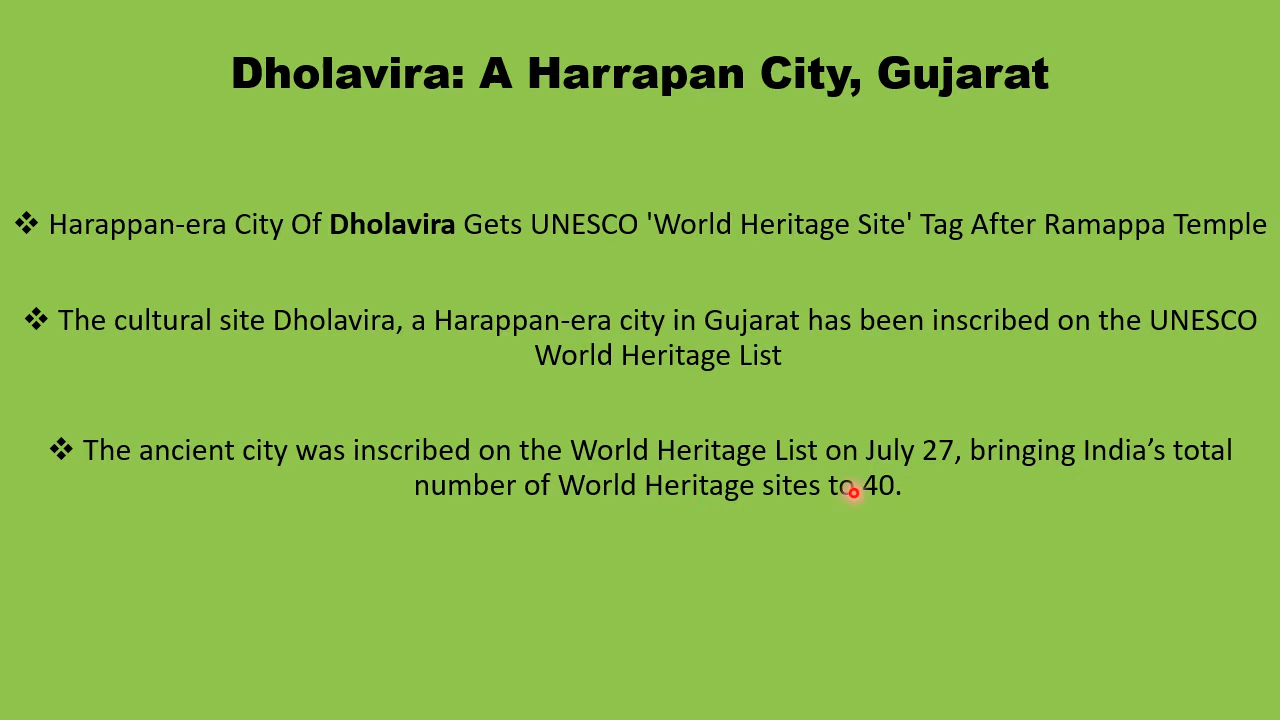 Dholavira: A Harrapan City, Gujarat
❖ Harappan-era City Of Dholavira Gets UNESCO 'World Heritage Site' Tag After Ramappa Temple
❖ The cultural site Dholavira, a Harappan-era city in Gujarat has been inscribed on the UNESCO
World Heritage List
❖ The ancient city was inscribed on the World Heritage List on July 27, bringing India’s total
number of World Heritage sites to 40.